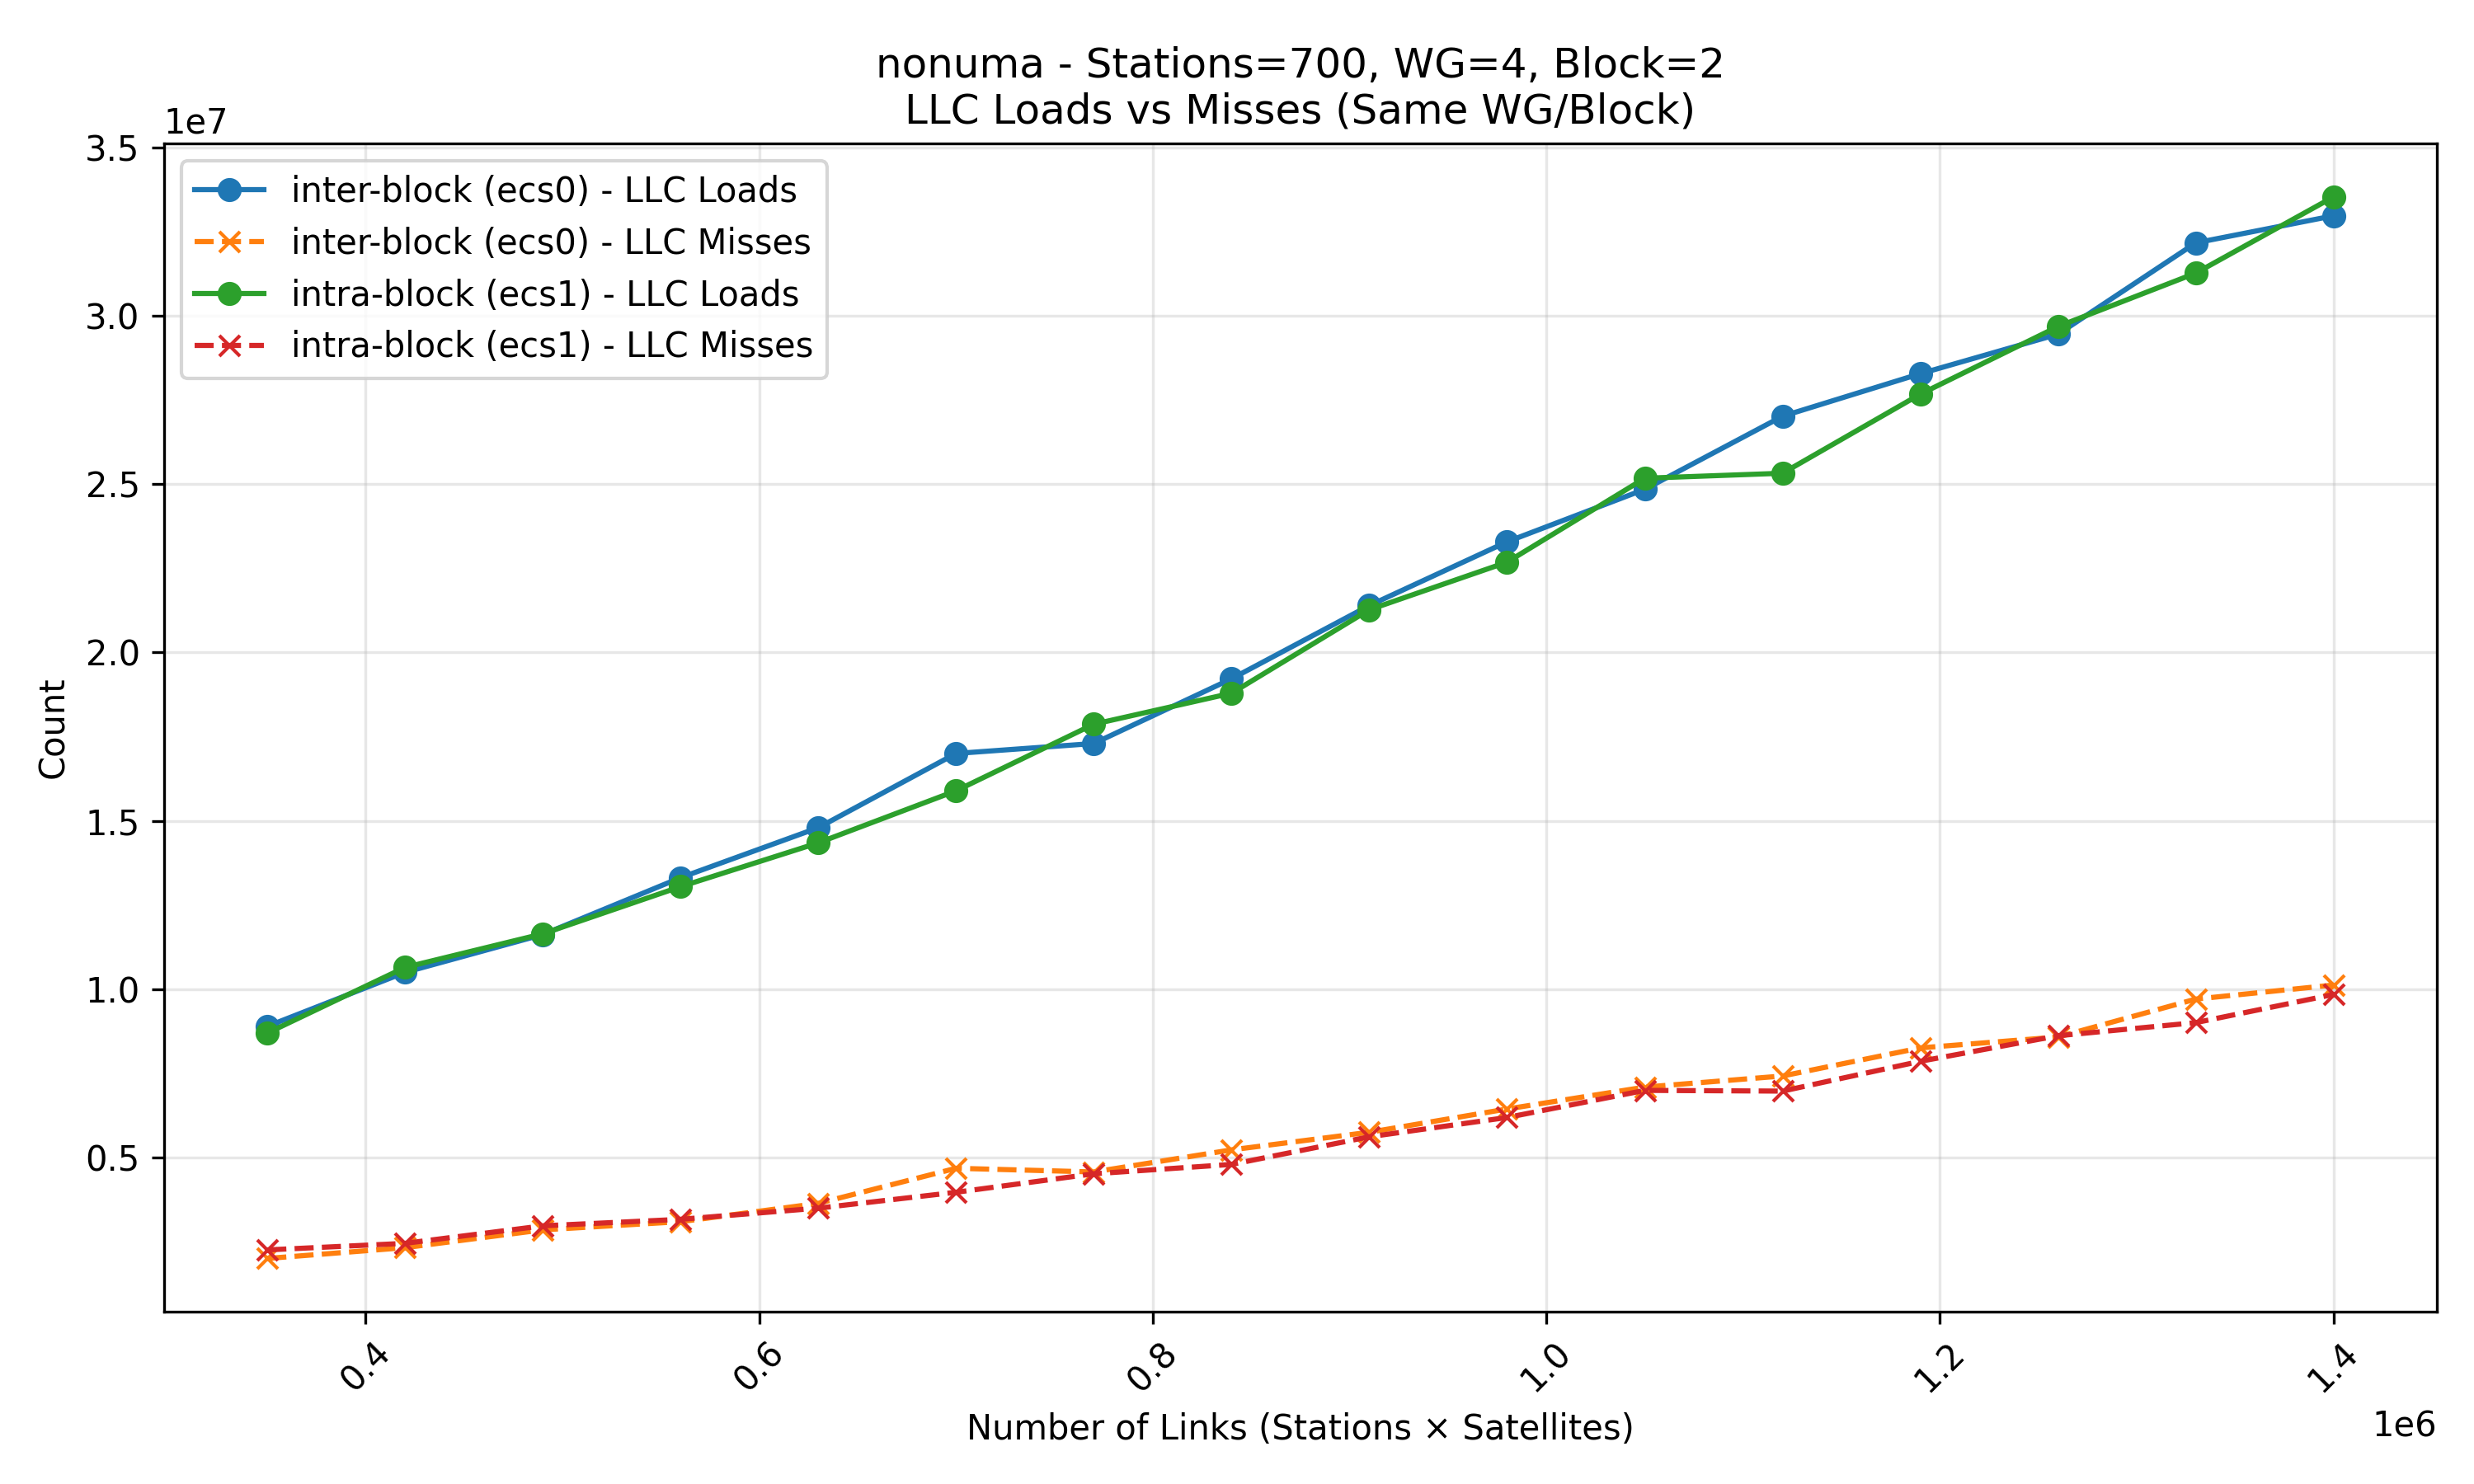 nonuma - Stations=700, WG=4, Block=2
LLC Loads vs Misses (Same WG/Block)
1e7
3.5
3.0
2.5
2.0
1.5
1.0
0.5
Count
inter-block (ecs0) - LLC Loads
inter-block (ecs0) - LLC Misses
intra-block (ecs1) - LLC Loads
intra-block (ecs1) - LLC Misses
0.4 0.6 0.8 1.0 1.2 1.4
Number of Links (Stations × Satellites)
1e6